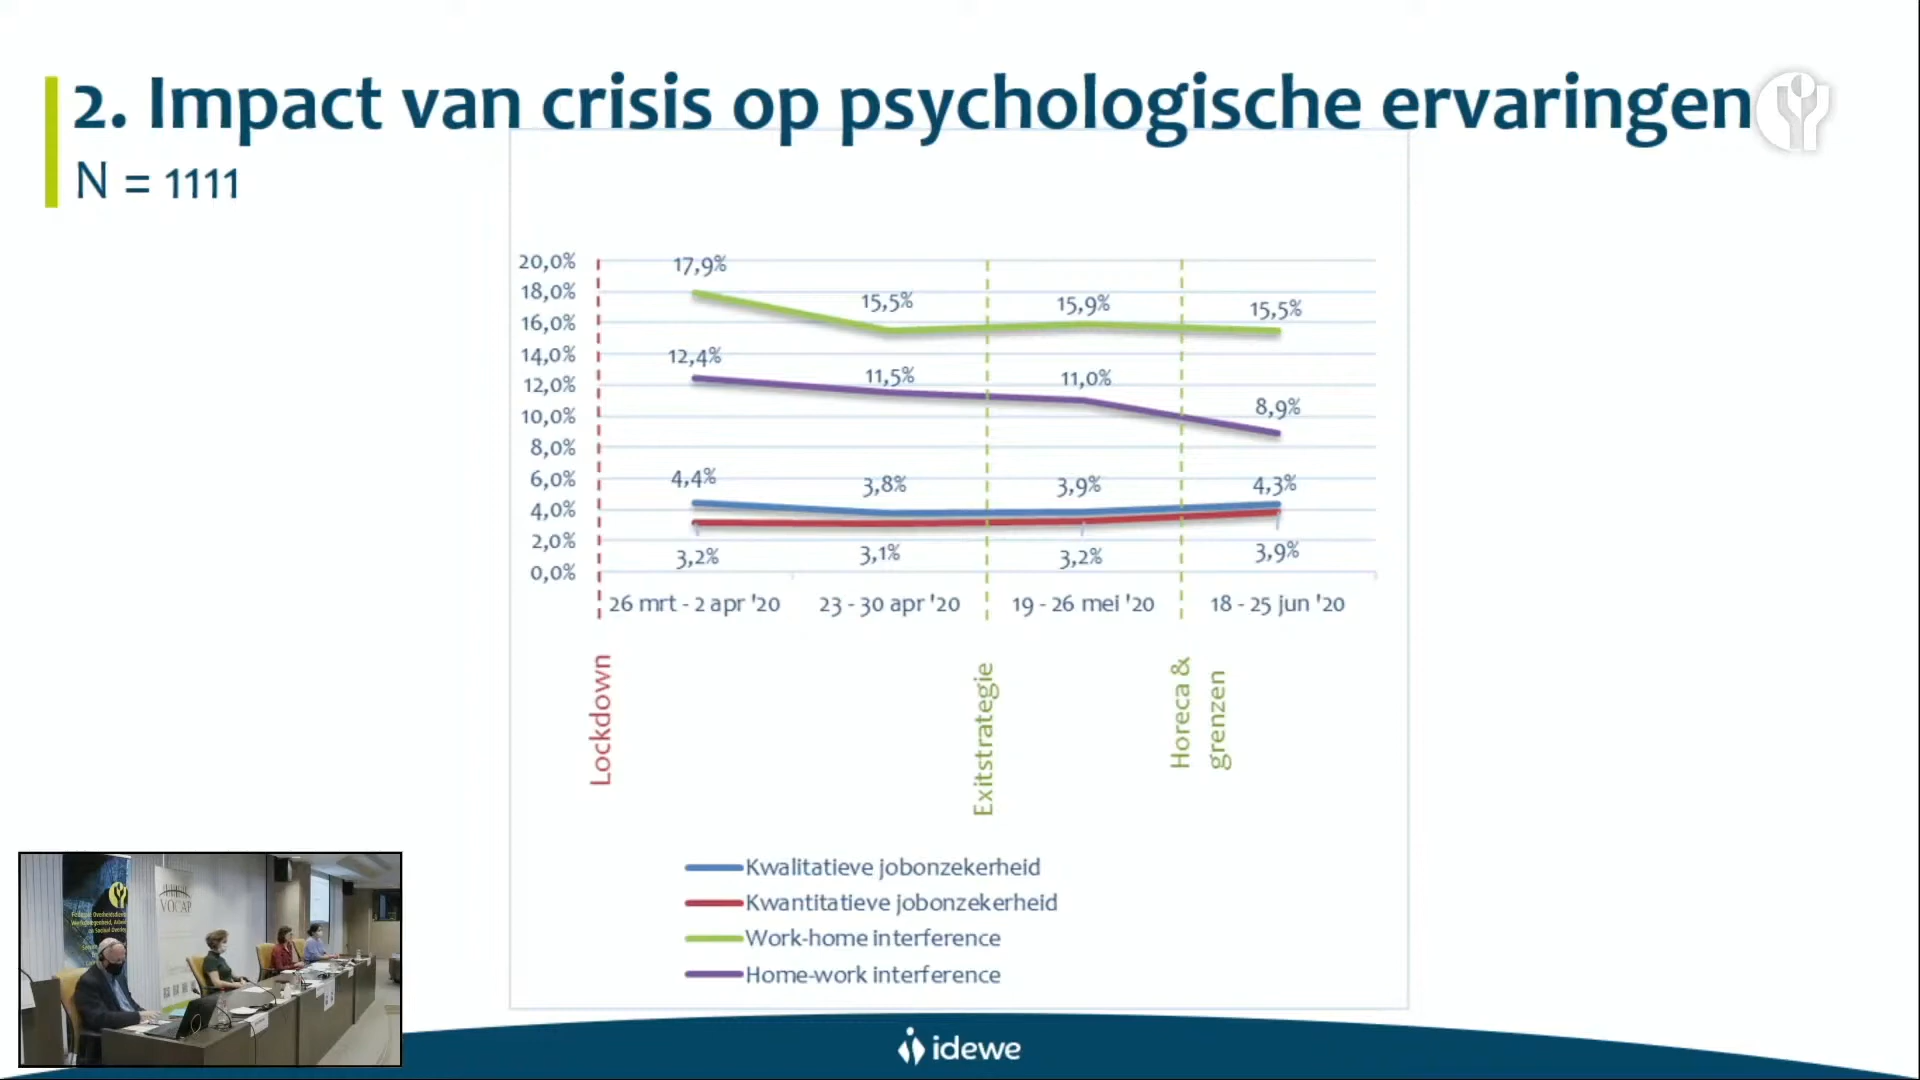 2. Impact van crisis op psychologische ervaringen
N = 1111
20,0%
18,0%
16,0%
14,0%
12,0%
10,0%
8,0%
6,0%
4,0%
2,0%
0,0%
17,9%
15,5%
15,9%
15,5%
12,4%
11,5%
11,0%
8,9%
4,4%
3,8%
3,9%
4,3%
3,2%
3,1%
3,2%
3,9%
26 mrt - 2 apr '20
23 - 30 apr '20
19 - 26 mei '20
18 - 25 jun '20
Lockdown
Exitstrategie
Horeca &
grenzen
Kwalitatieve jobonzekerheid
Kwantitatieve jobonzekerheid
Work-home interference
Home-work interference
VOCAP
idewe